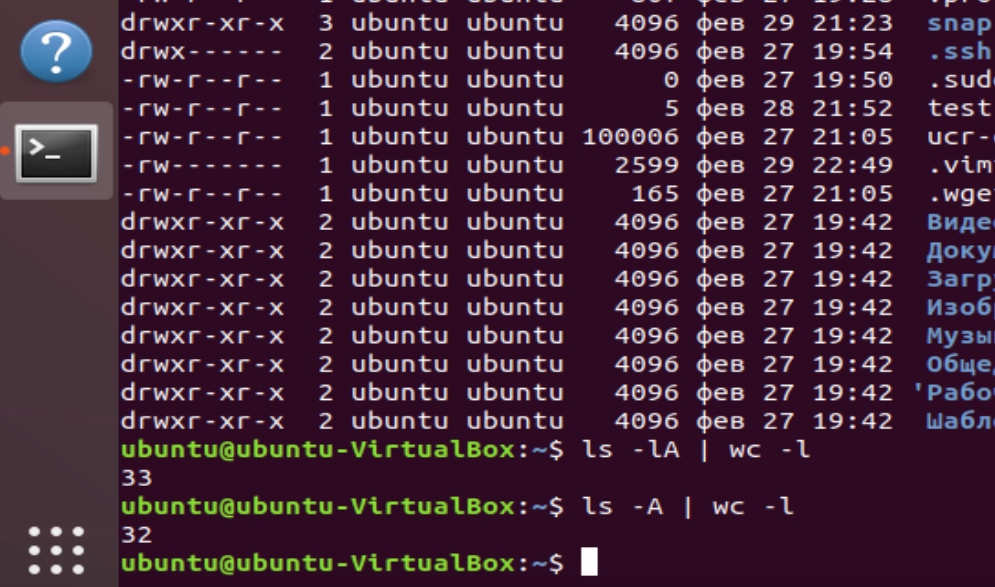 drwxr-xr-x 3 ubuntu ubuntu 4096 фев 29 21:23 snap
drwx------ 2 ubuntu ubuntu 4096 фев 27 19:54 .ssh
-rw-r--r-- 1 ubuntu ubuntu 0 фев 27 19:50
-rw-r--r-- 1 ubuntu ubuntu 5 фев 28 21:52 test
-rw-r--r-- 1 ubuntu ubuntu 100006 фев 27 21:05 ucr-
-rw------- 1 ubuntu ubuntu 2599 фев 29 22:49 .vim
-rw-r--r-- 1 ubuntu ubuntu 165 фев 27 21:05 .wge
drwxr-xr-x 2 ubuntu ubuntu 4096 фев 27 19:42 Виде
drwxr-xr-x 2 ubuntu ubuntu 4096 фев 27 19:42 Доку
drwxr-xr-x 2 ubuntu ubuntu 4096 фев 27 19:42 Загр
drwxr-xr-x 2 ubuntu ubuntu 4096 фев 27 19:42 Изоб
drwxr-xr-x 2 ubuntu ubuntu 4096 фев 27 19:42 Музы
drwxr-xr-x 2 ubuntu ubuntu 4096 фев 27 19:42 Обще
drwxr-xr-x 2 ubuntu ubuntu 4096 фев 27 19:42 'Рабо
drwxr-xr-x 2 ubuntu ubuntu 4096 фев 27 19:42 Шабл
ubuntu@ubuntu-VirtualBox:~$ ls -lA | wc -l
33
ubuntu@ubuntu-VirtualBox:~$ ls -A | wc -l
32
ubuntu@ubuntu-VirtualBox:~$